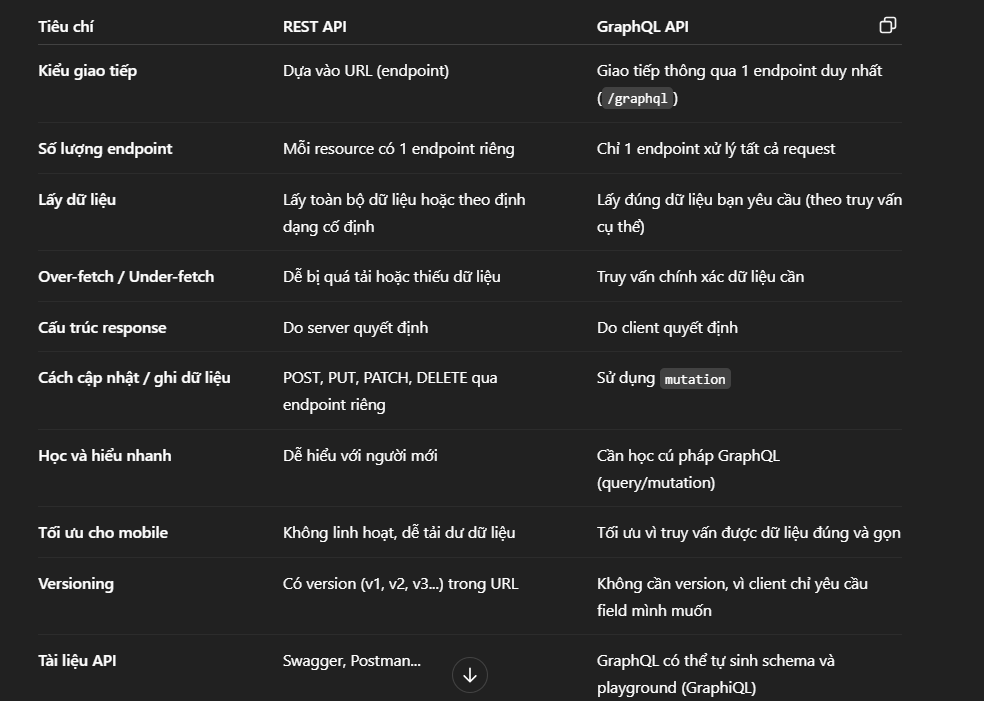 Tiêu chí REST API GraphQL API
Kiểu giao tiếp Dựa vào URL (endpoint) Giao tiếp thông qua 1 endpoint duy nhất
( /graphql )
Số lượng endpoint Mỗi resource có 1 endpoint riêng Chỉ 1 endpoint xử lý tất cả request
Lấy dữ liệu Lấy toàn bộ dữ liệu hoặc theo định Lấy đúng dữ liệu bạn yêu cầu (theo truy vấn
dạng cố định cụ thể)
Over-fetch / Under-fetch Dễ bị quá tải hoặc thiếu dữ liệu Truy vấn chính xác dữ liệu cần
Cấu trúc response Do server quyết định Do client quyết định
Cách cập nhật / ghi dữ liệu POST, PUT, PATCH, DELETE qua Sử dụng mutation
endpoint riêng
Học và hiểu nhanh Dễ hiểu với người mới Cần học cú pháp GraphQL
(query/mutation)
Tối ưu cho mobile Không linh hoạt, dễ tải dư dữ liệu Tối ưu vì truy vấn được dữ liệu đúng và gọn
Versioning Có version (v1, v2, v3...) trong URL Không cần version, vì client chỉ yêu cầu
field mình muốn
Tài liệu API Swagger, Postman... GraphQL có thể tự sinh schema và
playground (GraphiQL)